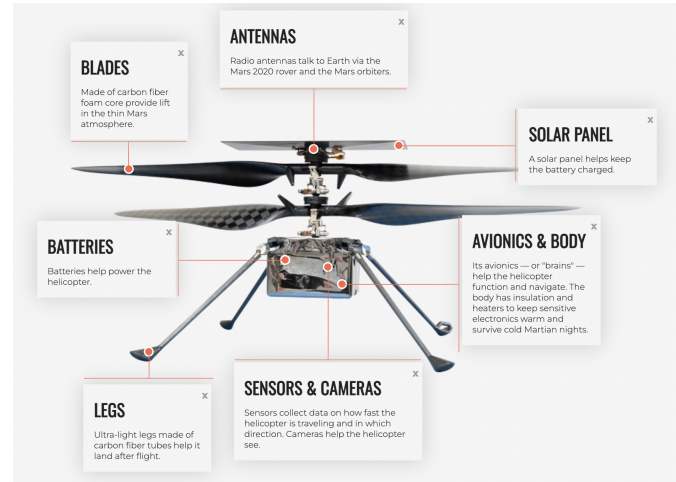 ANTENNAS
x
Radio antennas talk to Earth via the
Mars 2020 rover and the Mars orbiters.
BLADES
x
Made of carbon fiber
foam core provide lift
in the thin Mars
atmosphere.
SOLAR PANEL
x
A solar panel helps keep
the battery charged.
BATTERIES
x
Batteries help power the
helicopter.
AVIONICS & BODY
x
Its avionics — or "brains" —
help the helicopter
function and navigate. The
body has insulation and
heaters to keep sensitive
electronics warm and
survive cold Martian nights.
SENSORS & CAMERAS
x
Sensors collect data on how fast the
helicopter is traveling and in which
direction. Cameras help the helicopter
see.
LEGS
x
Ultra-light legs made of
carbon fiber tubes help it
land after flight.